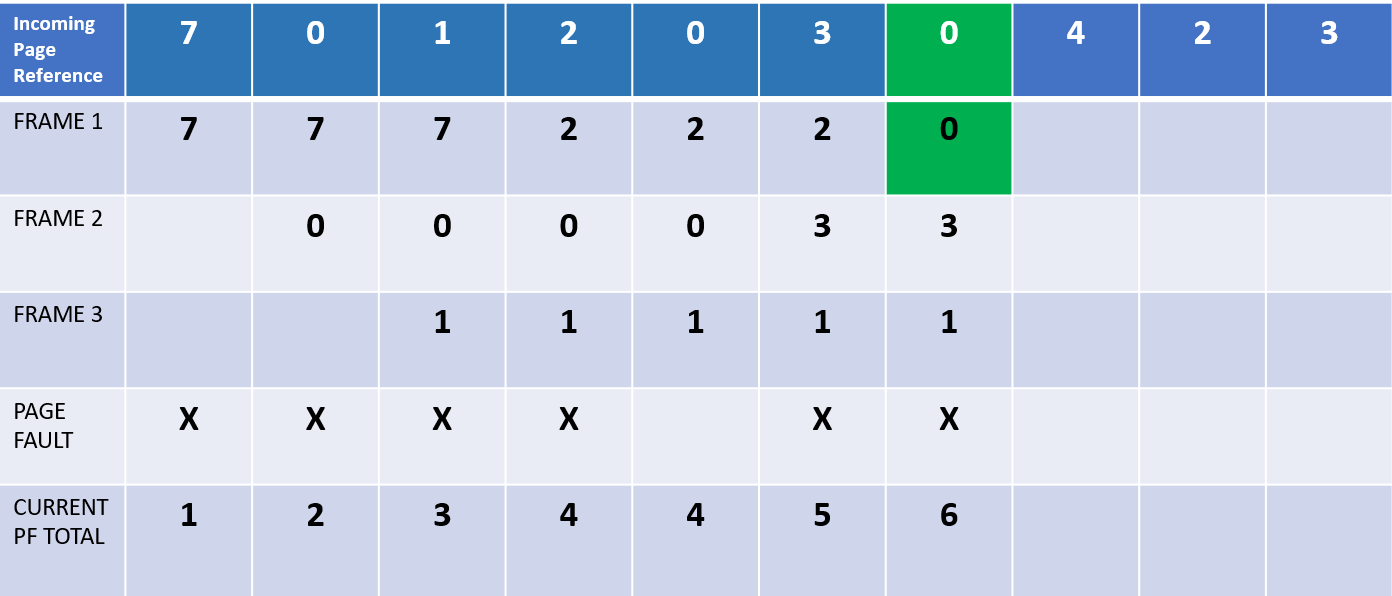 Incoming Page Reference 7 0 1 2 0 3 0 4 2 3
FRAME 1 7 7 7 2 2 2 0
FRAME 2 0 0 0 0 3 3
FRAME 3 1 1 1 1 1
PAGE FAULT X X X X X X
CURRENT PF TOTAL 1 2 3 4 4 5 6